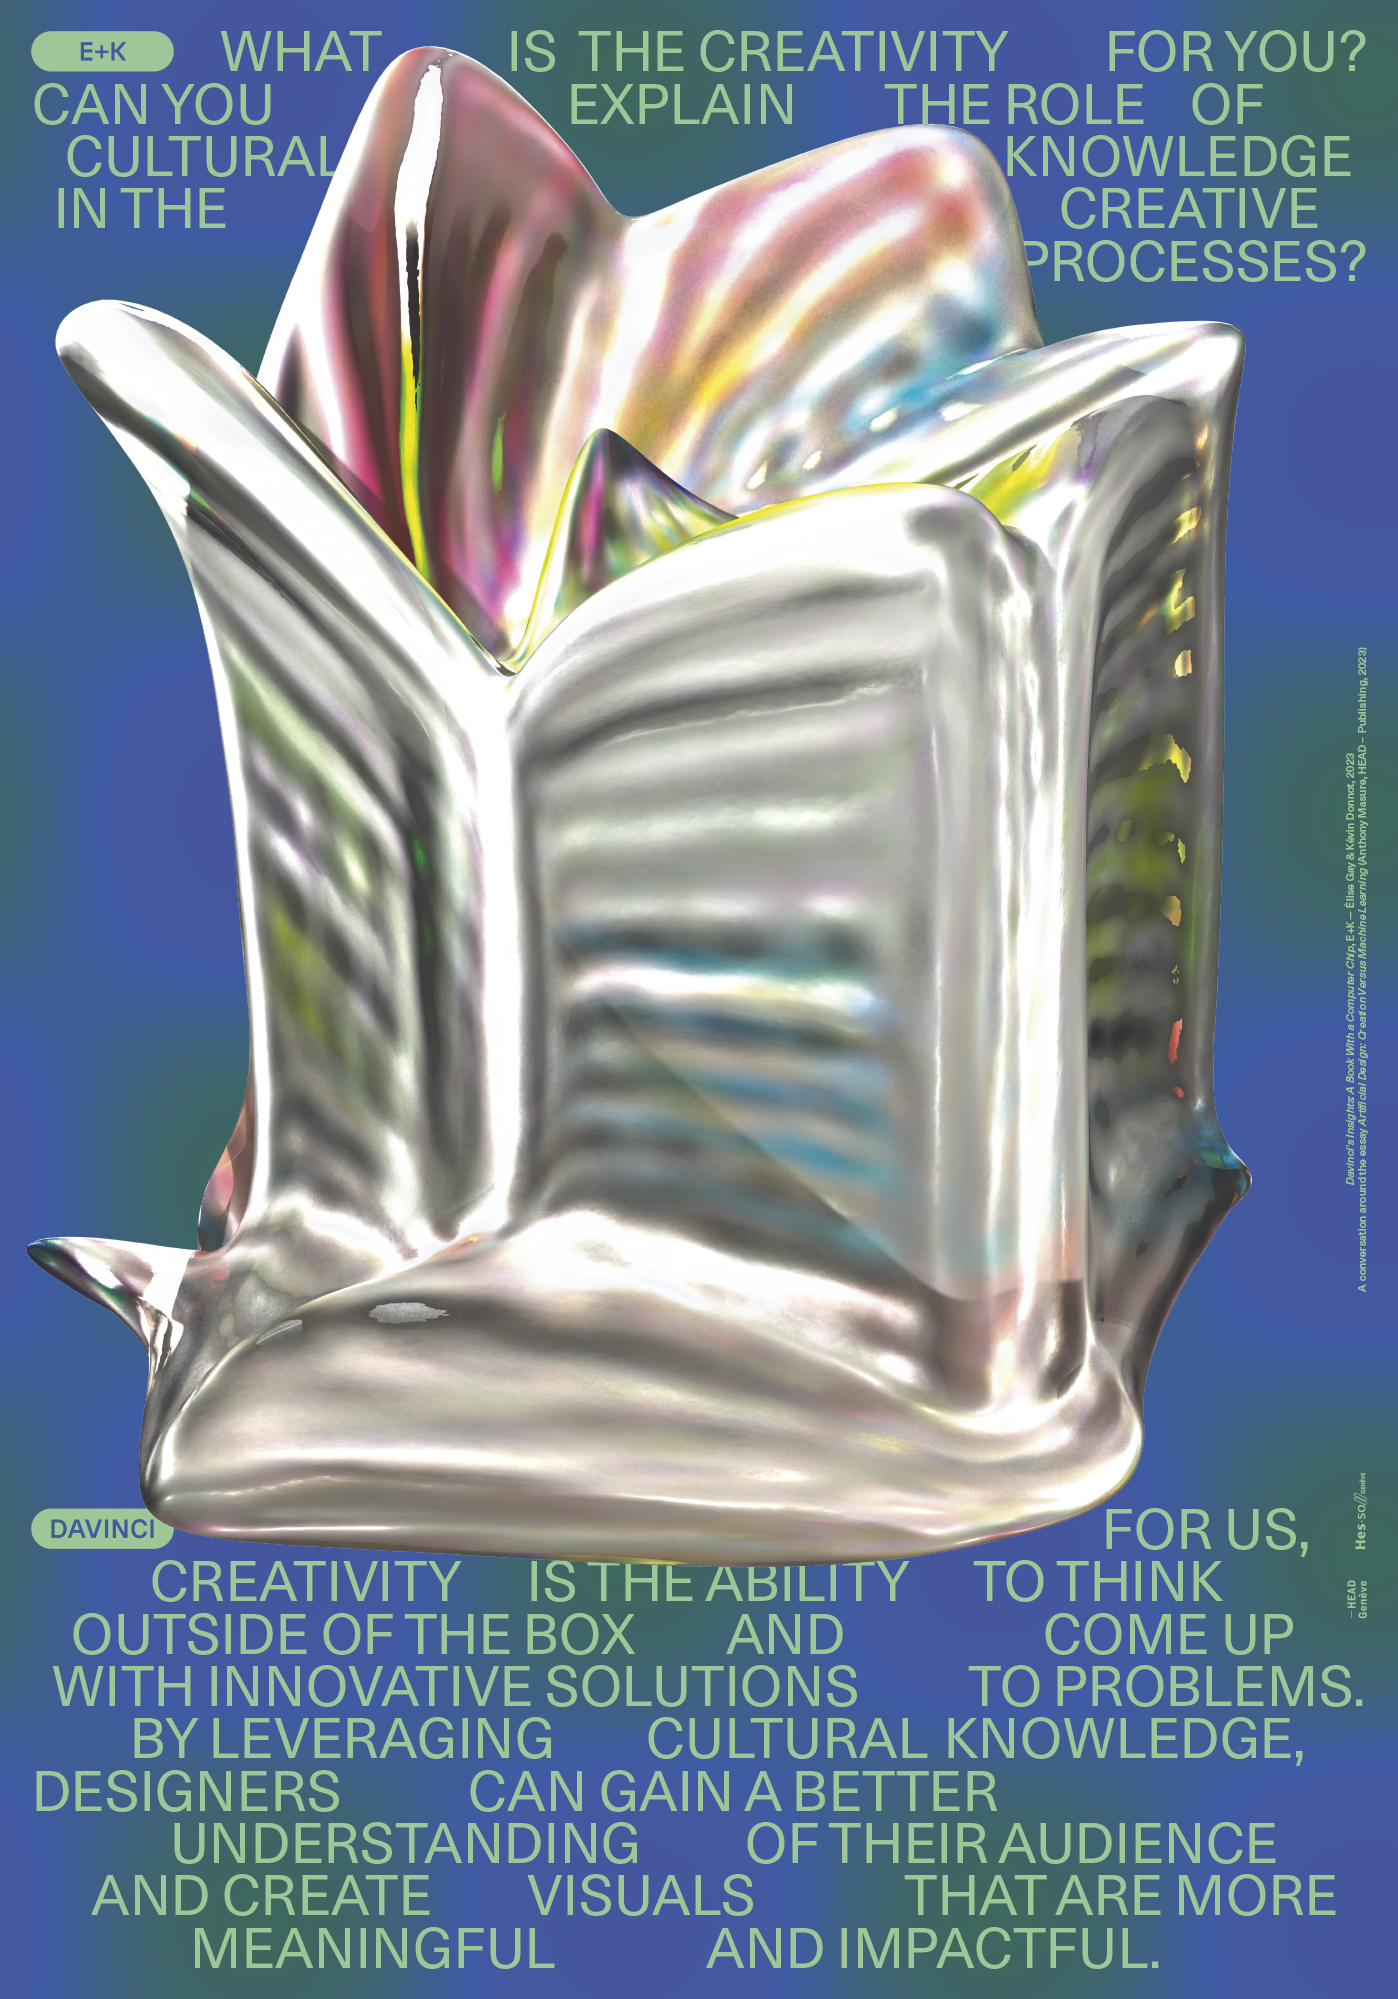 E+K WHAT IS THE CREATIVITY FOR YOU?
CAN YOU EXPLAIN THE ROLE OF
CULTURAL KNOWLEDGE
IN THE CREATIVE
PROCESSES?
Davinci's Insights: A Book With a Computer Chip, E+K — Élise Gay & Kévin Donnot, 2023
A conversation around the essay Artificial Design: Creation Versus Machine Learning (Anthony Masure, HEAD – Publishing, 2023)
Hes·so// GENÈVE
—HEAD
Genève
DAVINCI FOR US,
CREATIVITY IS THE ABILITY TO THINK
OUTSIDE OF THE BOX AND COME UP
WITH INNOVATIVE SOLUTIONS TO PROBLEMS.
BY LEVERAGING CULTURAL KNOWLEDGE,
DESIGNERS CAN GAIN A BETTER
UNDERSTANDING OF THEIR AUDIENCE
AND CREATE VISUALS THAT ARE MORE
MEANINGFUL AND IMPACTFUL.